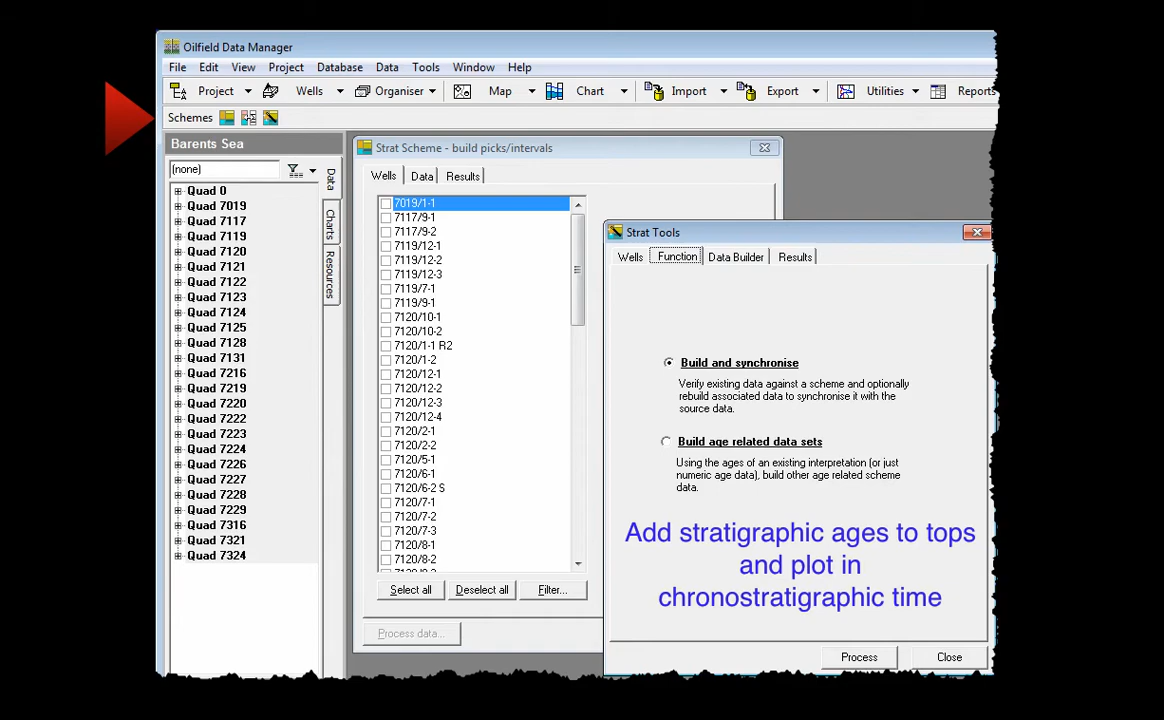 Oilfield Data Manager
File Edit View Project Database Data Tools Window Help
Project Wells Organiser Map Chart Import Export Utilities Reports
Schemes
Barents Sea
(none)
Quad 0
Quad 7019
Quad 7117
Quad 7119
Quad 7120
Quad 7121
Quad 7122
Quad 7123
Quad 7124
Quad 7125
Quad 7128
Quad 7131
Quad 7216
Quad 7219
Quad 7220
Quad 7222
Quad 7223
Quad 7224
Quad 7226
Quad 7227
Quad 7228
Quad 7229
Quad 7316
Quad 7321
Quad 7324
Data
Charts
Resources
Strat Scheme - build picks/intervals
Wells Data Results
7019/1-1
7117/9-1
7117/9-2
7119/12-1
7119/12-2
7119/12-3
7119/7-1
7119/9-1
7120/10-1
7120/10-2
7120/1-1 R2
7120/1-2
7120/12-1
7120/12-2
7120/12-3
7120/12-4
7120/2-1
7120/2-2
7120/5-1
7120/6-1
7120/6-2 S
7120/7-1
7120/7-2
7120/7-3
7120/8-1
7120/8-2
Select all Deselect all Filter...
Process data...
Strat Tools
Wells Function Data Builder Results
Build and synchronise
Verify existing data against a scheme and optionally
rebuild associated data to synchronise it with the
source data.
Build age related data sets
Using the ages of an existing interpretation (or just
numeric age data), build other age related scheme
data.
Add stratigraphic ages to tops
and plot in
chronostratigraphic time
Process Close